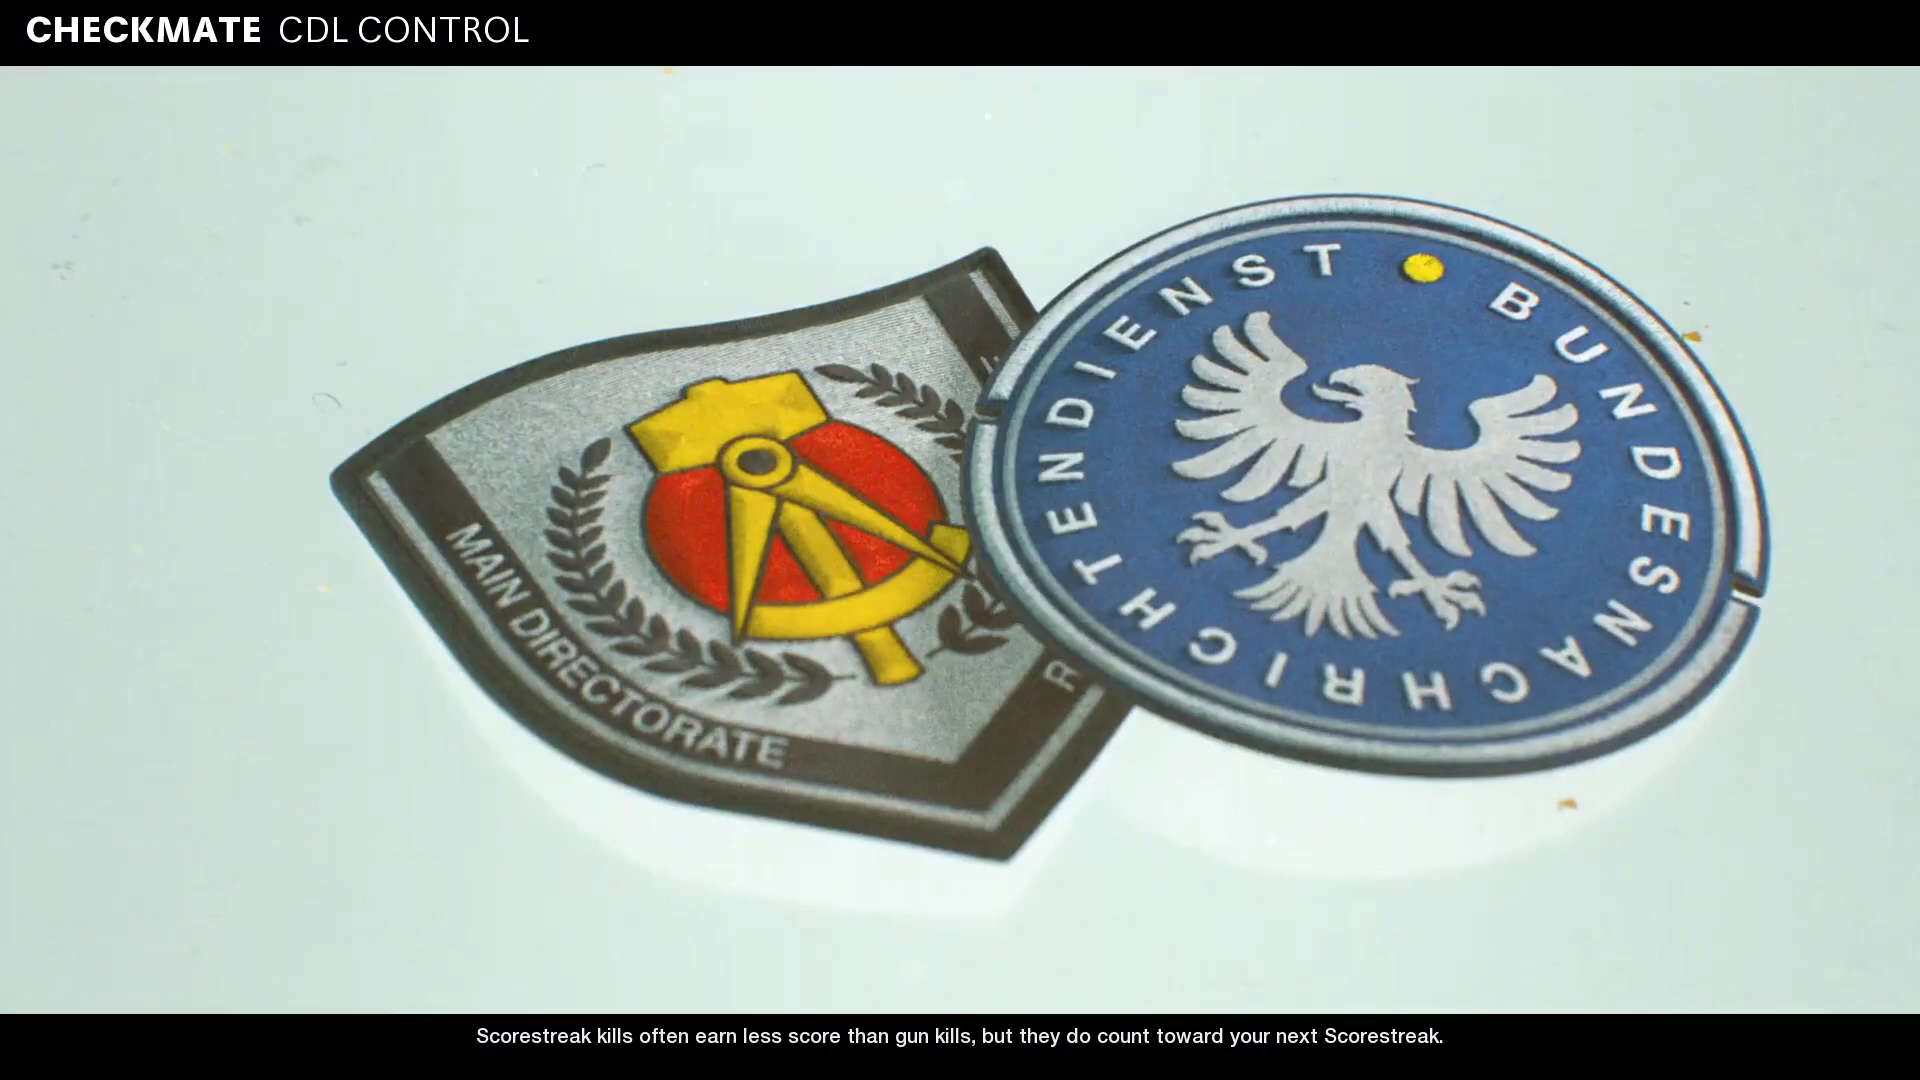 CHECKMATE CDL CONTROL
MAIN DIRECTORATE
R
BUNDESNACHRICHTENDIENST
Scorestreak kills often earn less score than gun kills, but they do count toward your next Scorestreak.